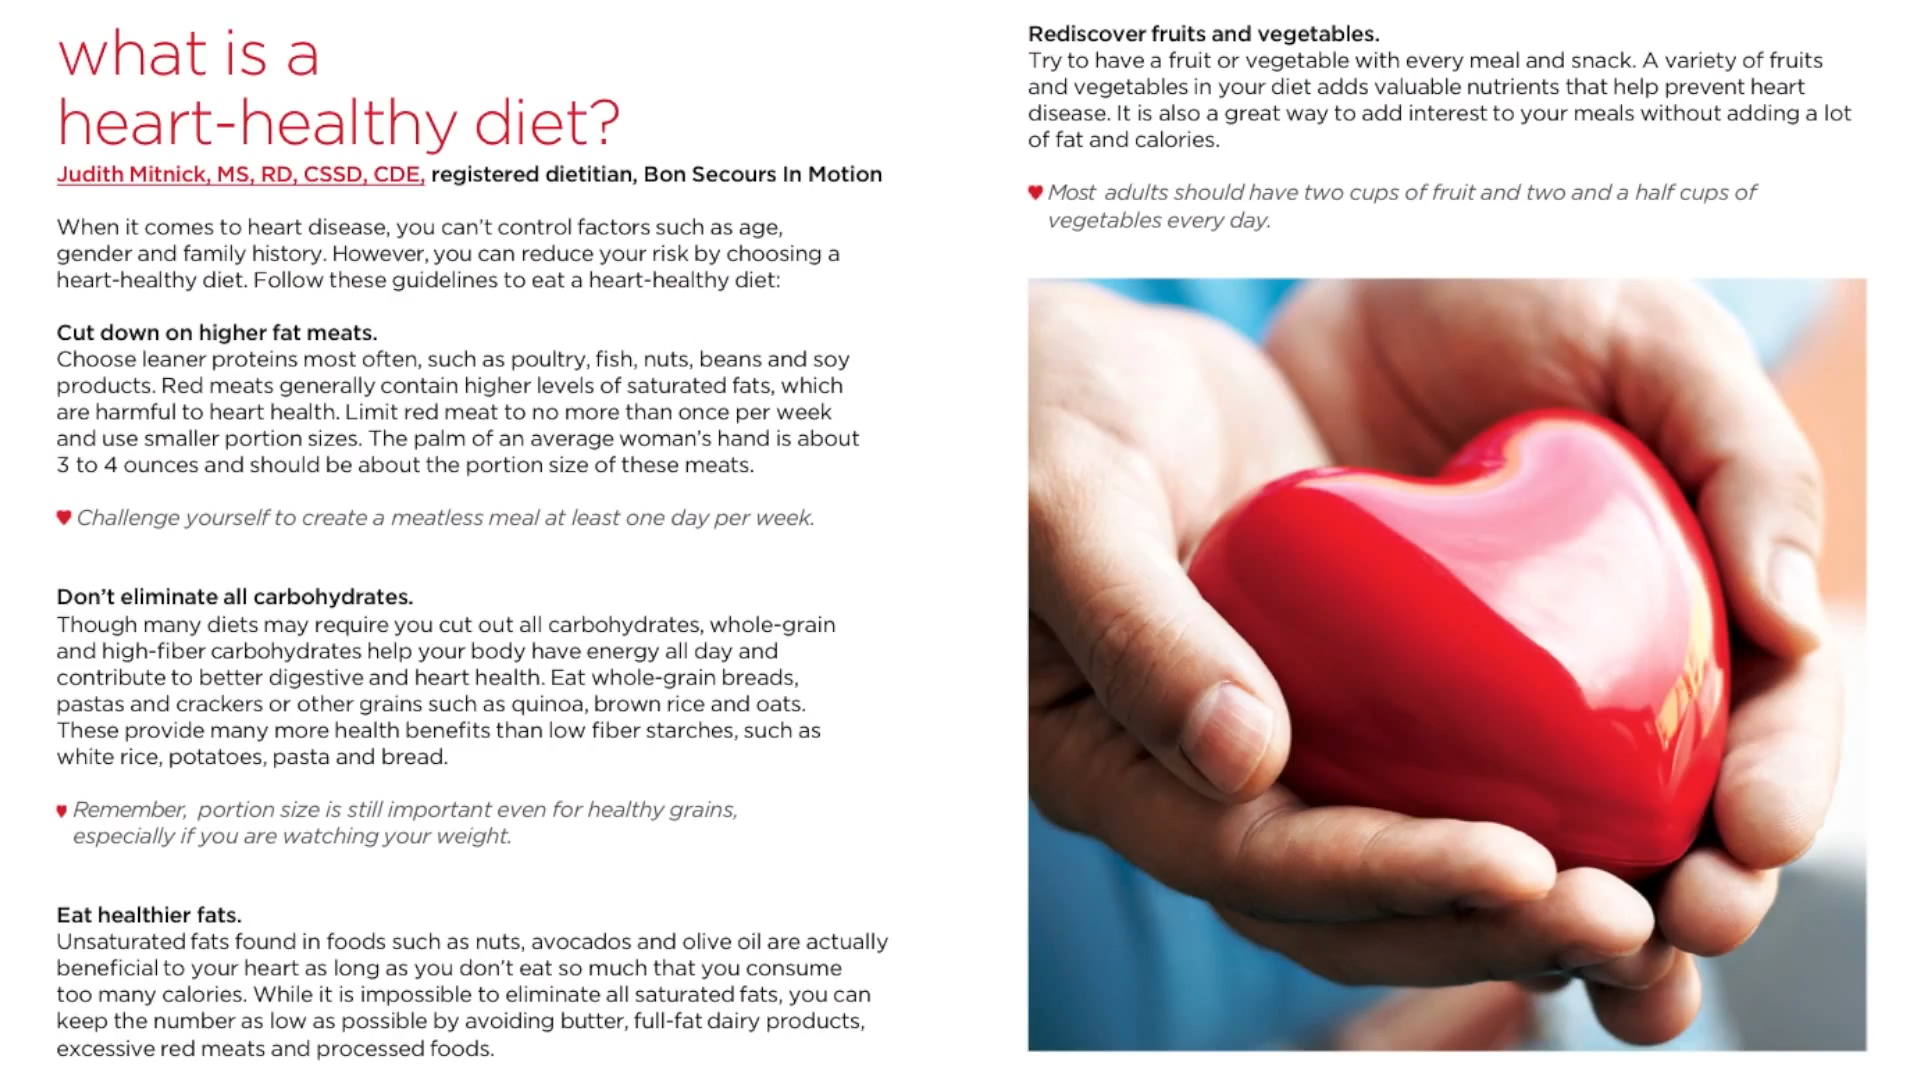 what is a
heart-healthy diet?
Judith Mitnick, MS, RD, CSSD, CDE, registered dietitian, Bon Secours In Motion
When it comes to heart disease, you can't control factors such as age,
gender and family history. However, you can reduce your risk by choosing a
heart-healthy diet. Follow these guidelines to eat a heart-healthy diet:
Cut down on higher fat meats.
Choose leaner proteins most often, such as poultry, fish, nuts, beans and soy
products. Red meats generally contain higher levels of saturated fats, which
are harmful to heart health. Limit red meat to no more than once per week
and use smaller portion sizes. The palm of an average woman's hand is about
3 to 4 ounces and should be about the portion size of these meats.
Challenge yourself to create a meatless meal at least one day per week.
Don't eliminate all carbohydrates.
Though many diets may require you cut out all carbohydrates, whole-grain
and high-fiber carbohydrates help your body have energy all day and
contribute to better digestive and heart health. Eat whole-grain breads,
pastas and crackers or other grains such as quinoa, brown rice and oats.
These provide many more health benefits than low fiber starches, such as
white rice, potatoes, pasta and bread.
Remember, portion size is still important even for healthy grains,
especially if you are watching your weight.
Eat healthier fats.
Unsaturated fats found in foods such as nuts, avocados and olive oil are actually
beneficial to your heart as long as you don't eat so much that you consume
too many calories. While it is impossible to eliminate all saturated fats, you can
keep the number as low as possible by avoiding butter, full-fat dairy products,
excessive red meats and processed foods.
Rediscover fruits and vegetables.
Try to have a fruit or vegetable with every meal and snack. A variety of fruits
and vegetables in your diet adds valuable nutrients that help prevent heart
disease. It is also a great way to add interest to your meals without adding a lot
of fat and calories.
Most adults should have two cups of fruit and two and a half cups of
vegetables every day.